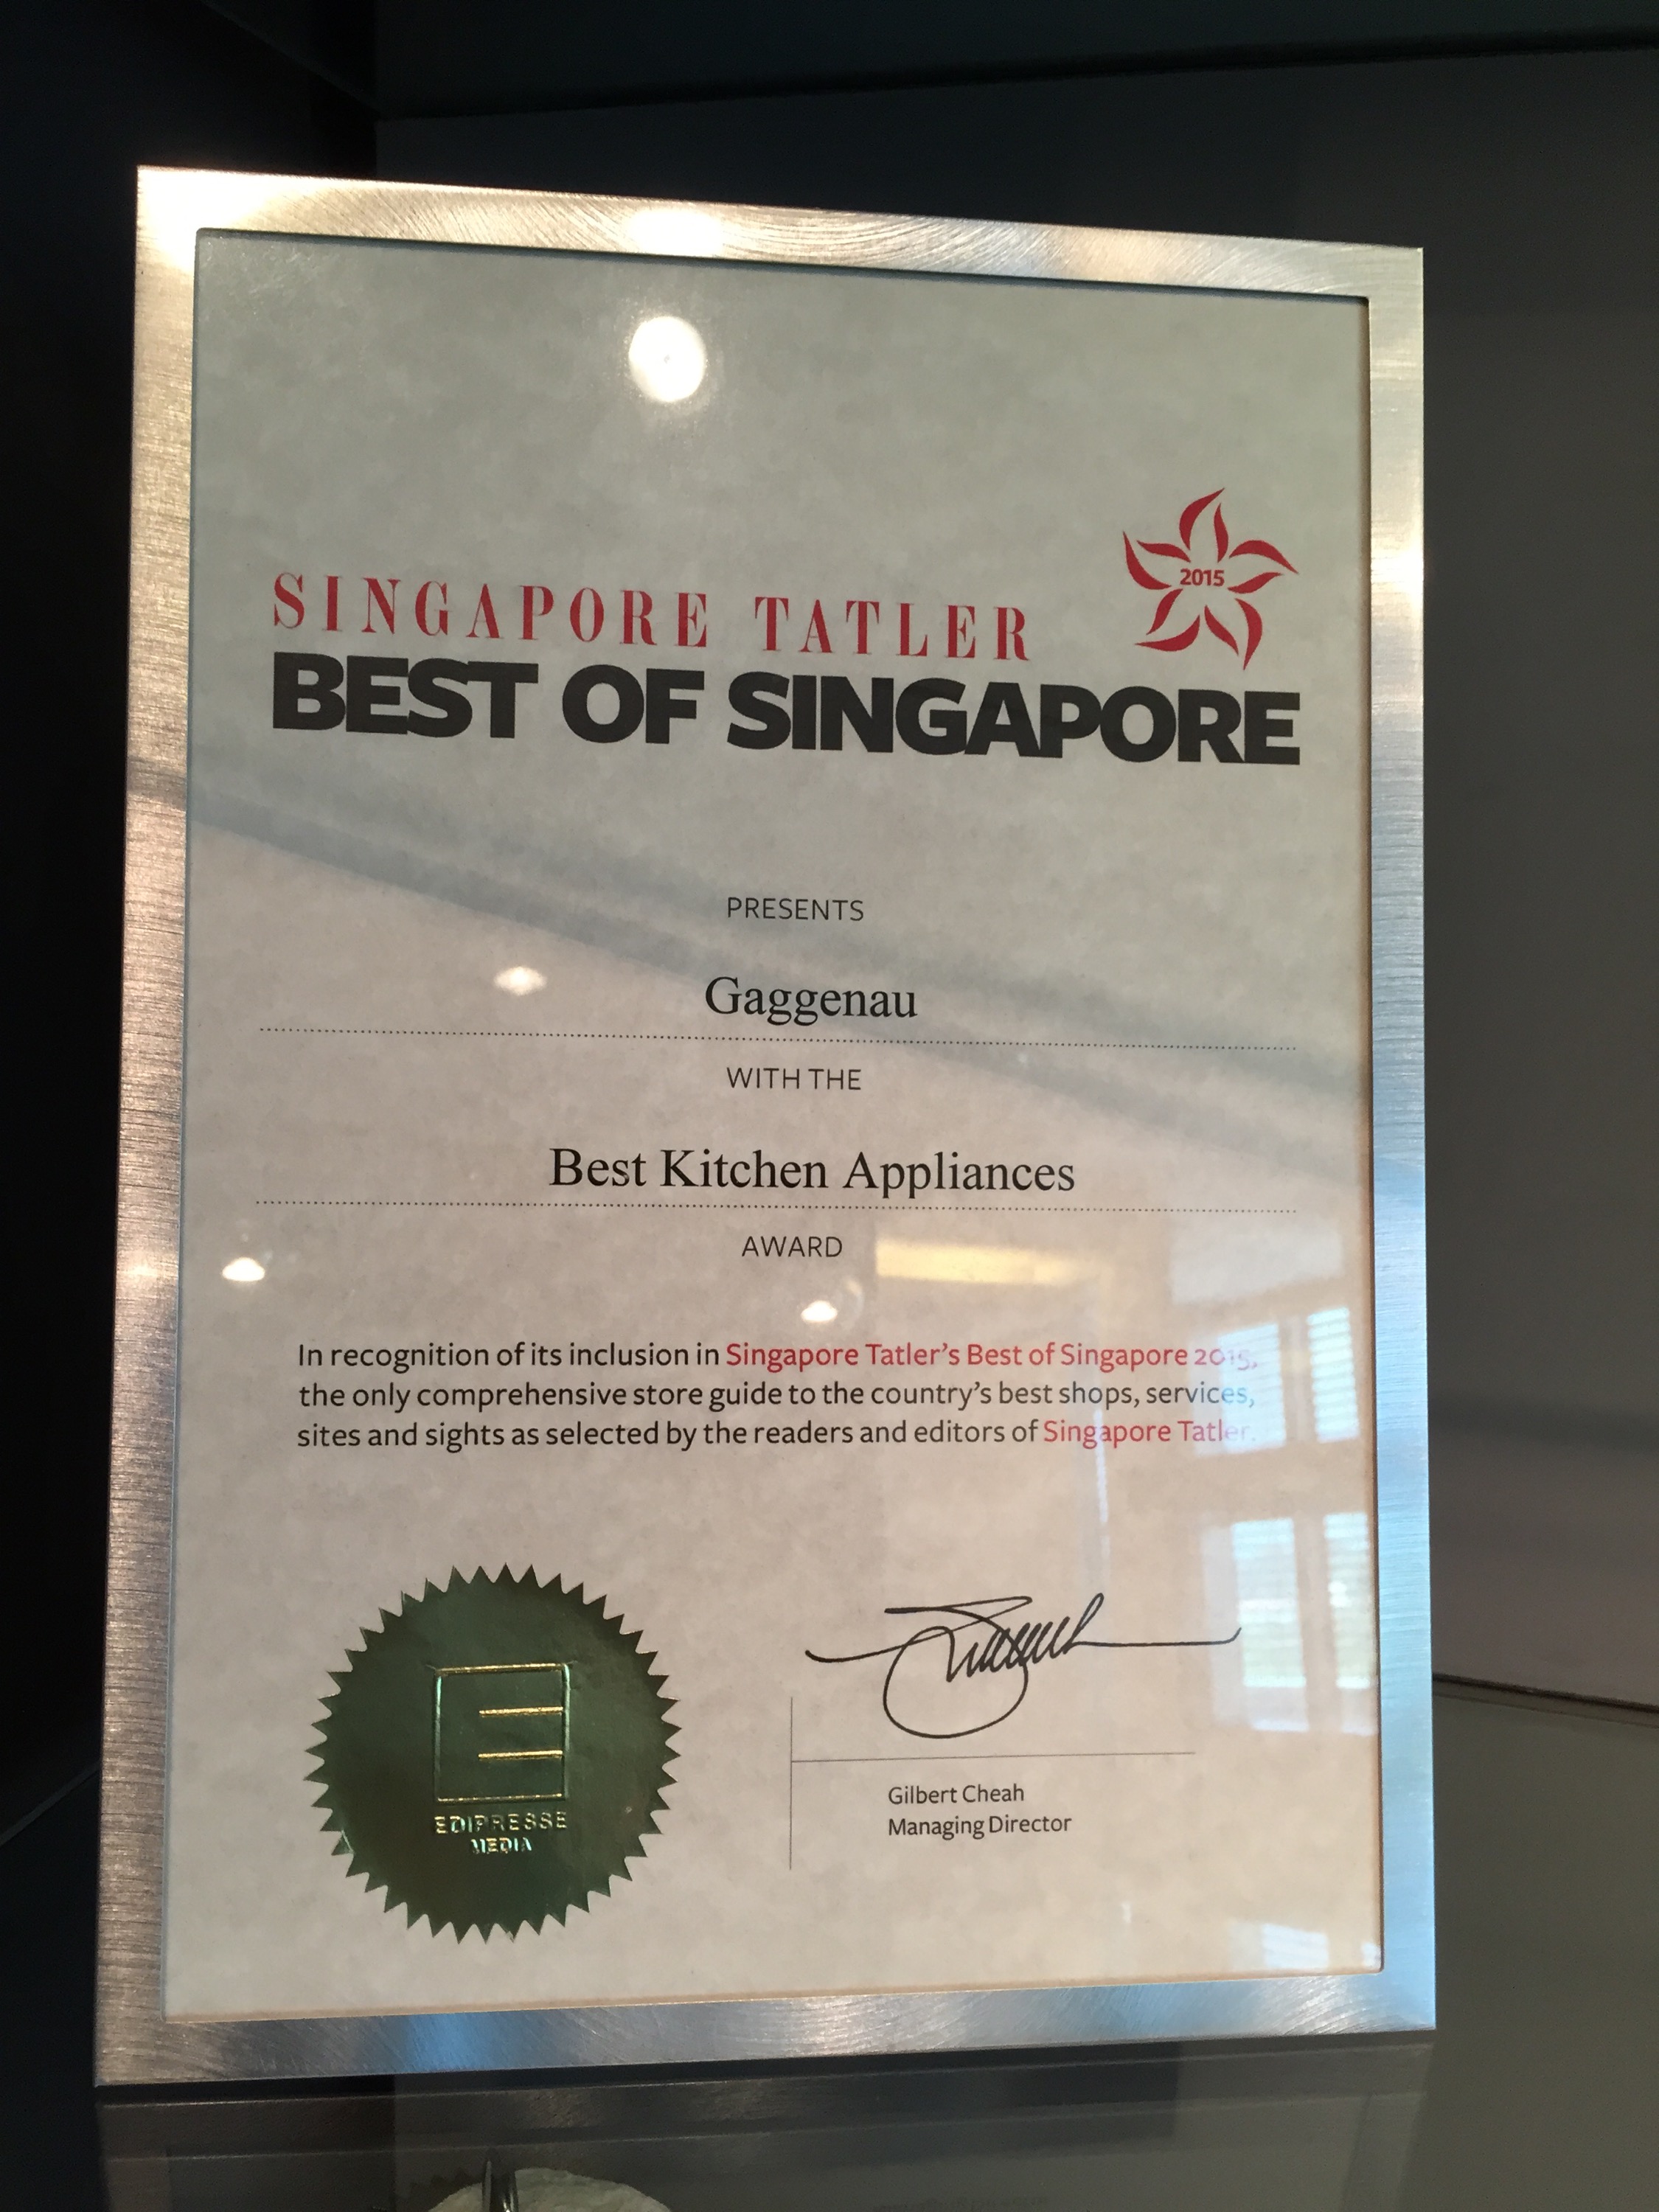 2015
SINGAPORE TATLER
BEST OF SINGAPORE
PRESENTS
Gaggenau
WITH THE
Best Kitchen Appliances
AWARD
In recognition of its inclusion in Singapore Tatler's Best of Singapore 2015,
the only comprehensive store guide to the country's best shops, services,
sites and sights as selected by the readers and editors of Singapore Tatler.
E
EDIPRESSE
MEDIA
Gilbert Cheah
Managing Director